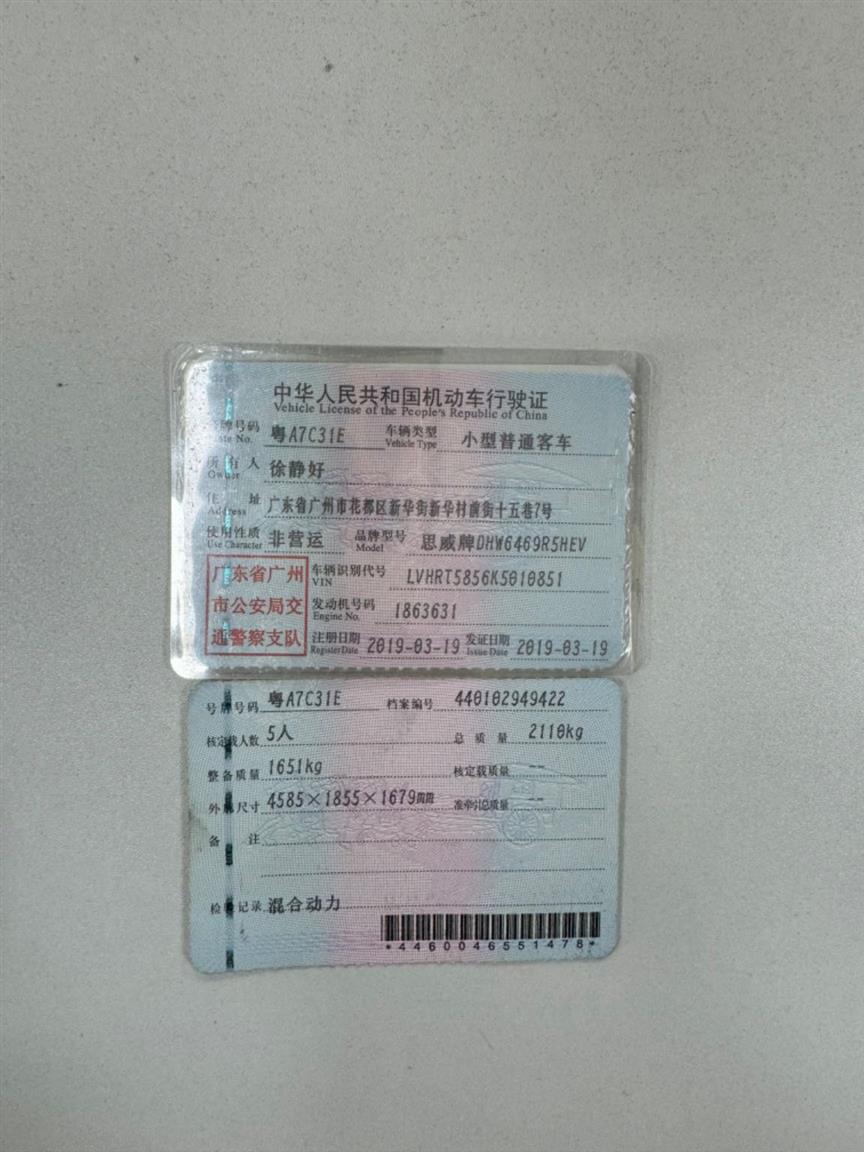 中华人民共和国机动车行驶证
Vehicle License of the People's Republic of China
号牌号码 粤A7C31E 车辆类型 小型普通客车
Plate No. Vehicle Type
所有人 徐静好
Owner
住址 广东省广州市花都区新华街新华村前街十五巷7号
Address
使用性质 非营运 品牌型号 思威牌DHW6469R5HEV
Use Character Model
广东省广州 车辆识别代号 LVHRT5856K5010851
VIN
市公安局交 发动机号码 1863631
Engine No.
通警察支队 注册日期 2019-03-19 发证日期 2019-03-19
Register Date Issue Date
号牌号码 粤A7C31E 档案编号 440102949422
核定载人数 5人 总质量 2110kg
整备质量 1651kg 核定载质量 --
外廓尺寸 4585×1855×1679mm 准牵引总质量 --
备注
检验记录 混合动力
*4460046551478*